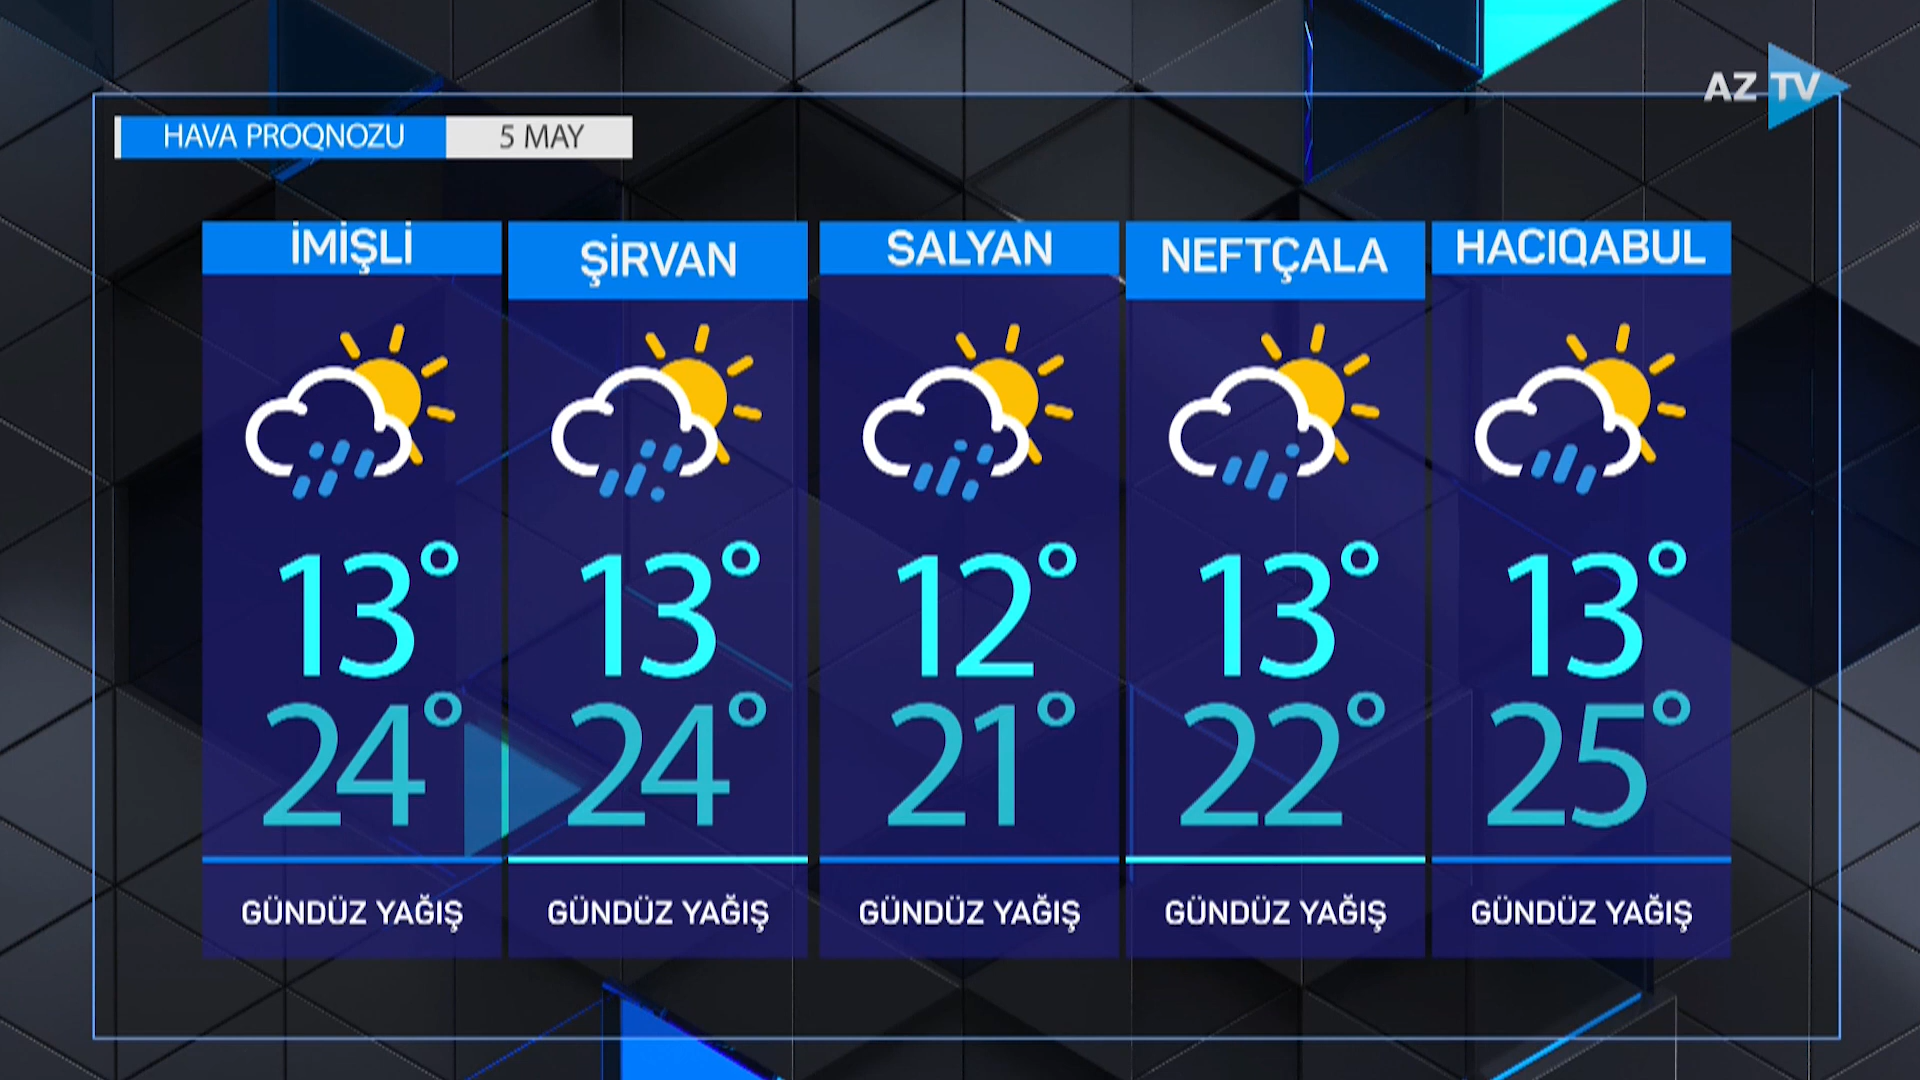 AZ TV
HAVA PROQNOZU 5 MAY
İMİŞLİ
13°
24°
GÜNDÜZ YAĞIŞ
ŞİRVAN
13°
24°
GÜNDÜZ YAĞIŞ
SALYAN
12°
21°
GÜNDÜZ YAĞIŞ
NEFTÇALA
13°
22°
GÜNDÜZ YAĞIŞ
HACIQABUL
13°
25°
GÜNDÜZ YAĞIŞ